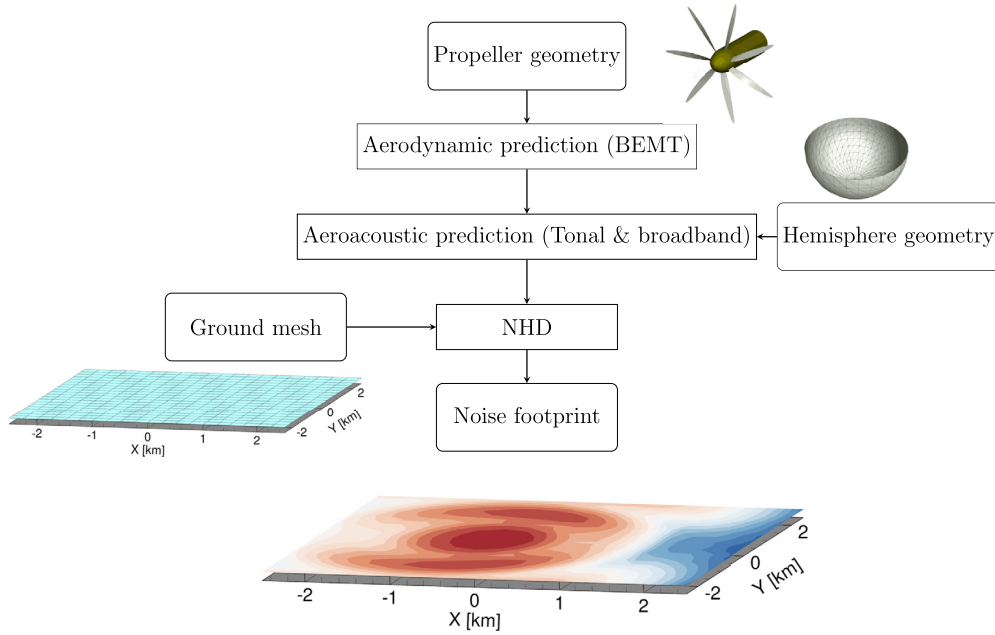 Propeller geometry
Aerodynamic prediction (BEMT)
Aeroacoustic prediction (Tonal & broadband)
Hemisphere geometry
Ground mesh
NHD
Noise footprint
-2 -1 0 1 2
X [km]
-2 0 2
Y [km]
-2 -1 0 1 2
X [km]
-2 0 2
Y [km]